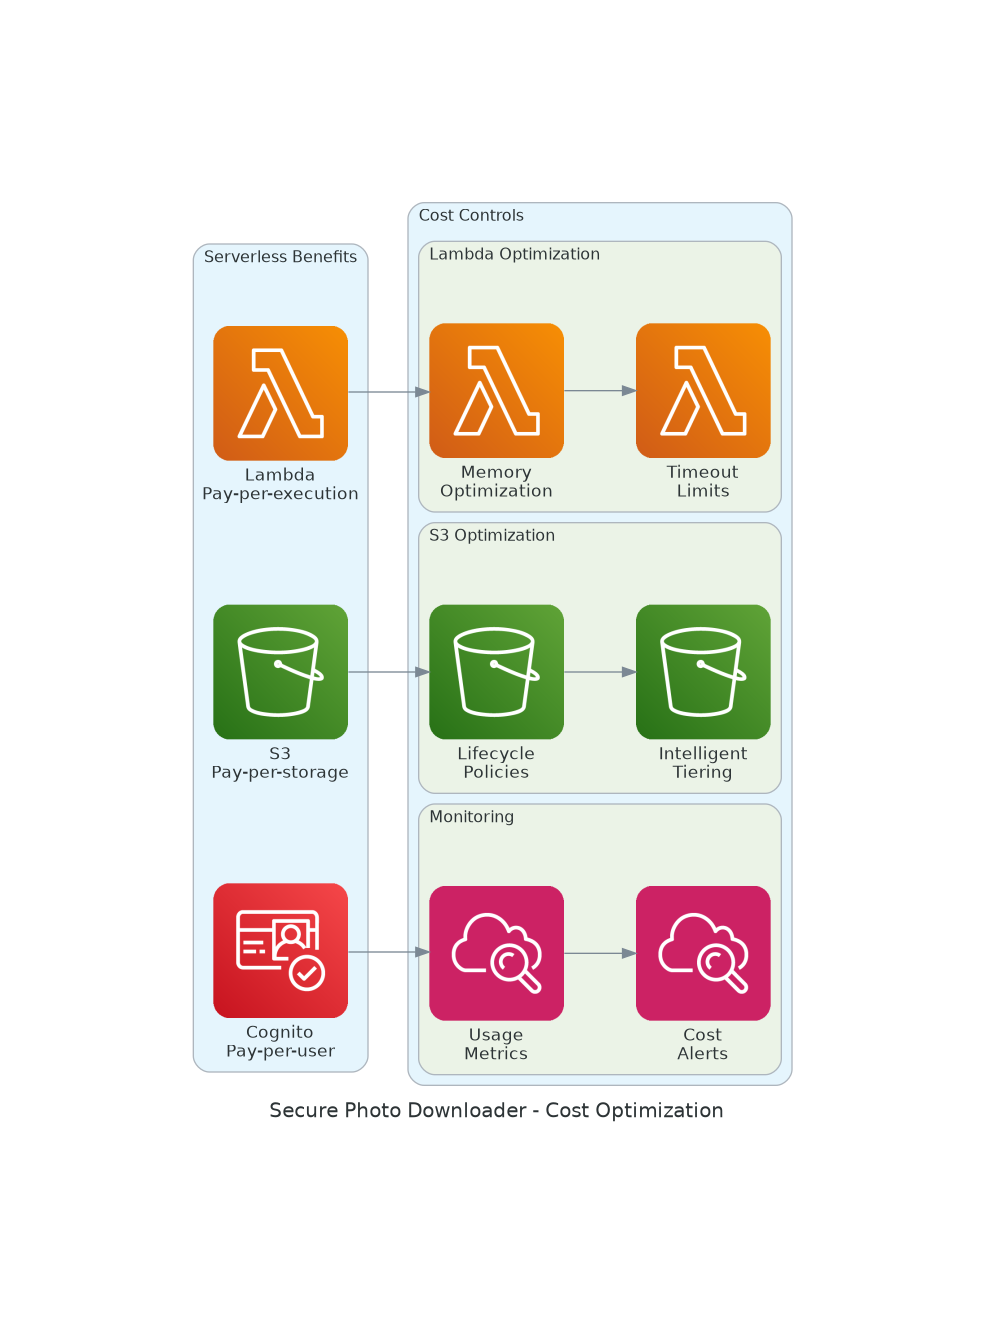 Cost Controls
Serverless Benefits
Lambda Optimization
Lambda
Pay-per-execution
Memory
Optimization
Timeout
Limits
S3 Optimization
S3
Pay-per-storage
Lifecycle
Policies
Intelligent
Tiering
Monitoring
Cognito
Pay-per-user
Usage
Metrics
Cost
Alerts
Secure Photo Downloader - Cost Optimization